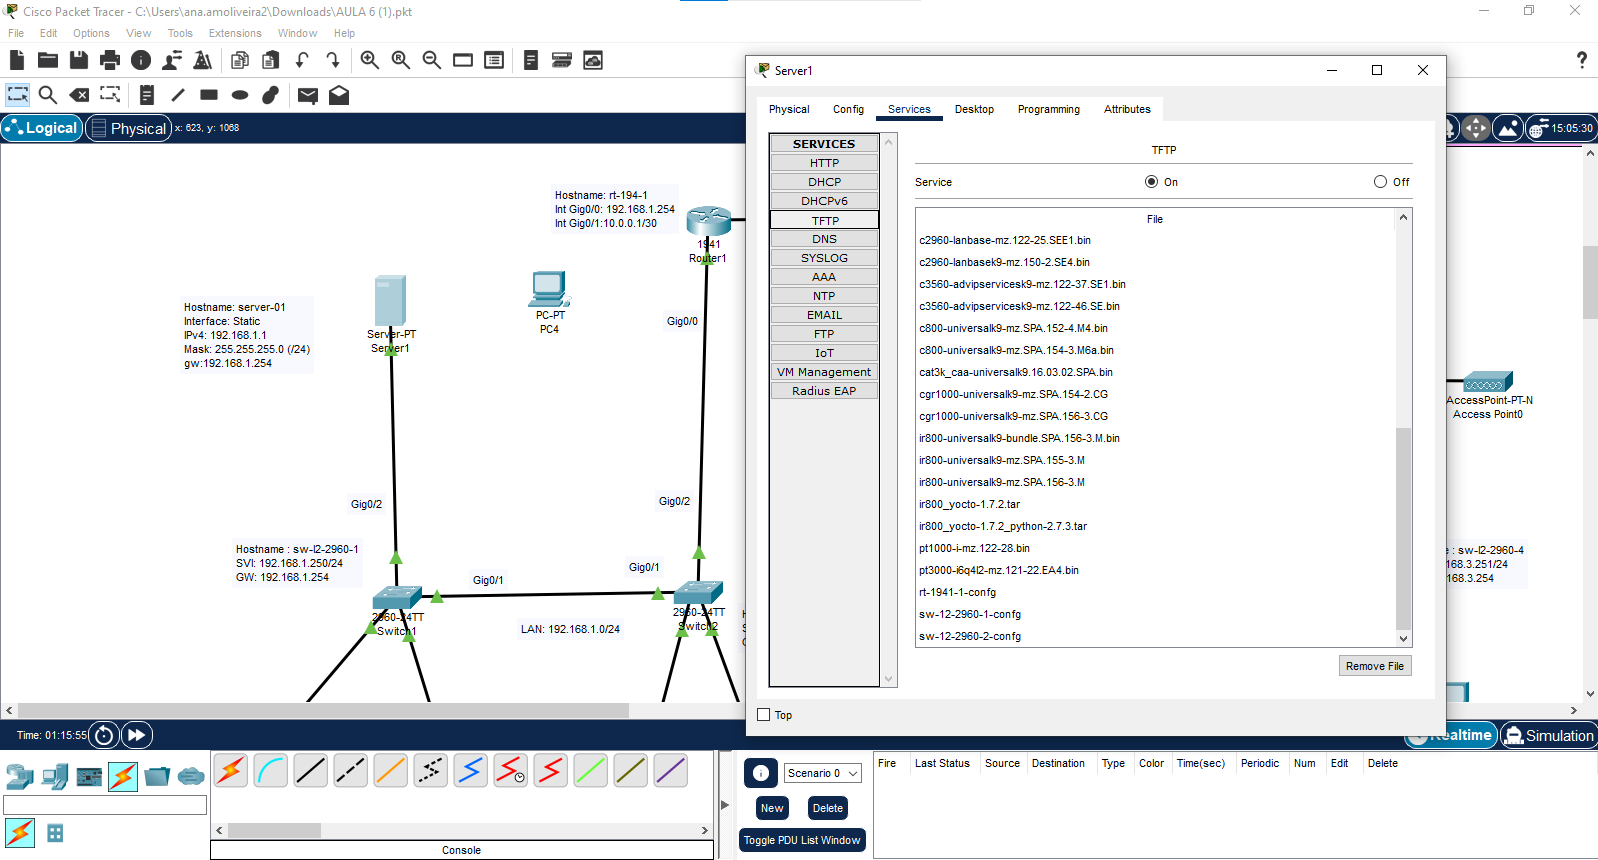 Cisco Packet Tracer - C:\Users\ana.amoliveira2\Downloads\AULA 6 (1).pkt
File Edit Options View Tools Extensions Window Help
?
Logical
Physical
x: 623, y: 1068
15:05:30
Hostname: rt-194-1
Int Gig0/0: 192.168.1.254
Int Gig0/1:10.0.0.1/30
1941
Router1
Hostname: server-01
Interface: Static
IPv4: 192.168.1.1
Mask: 255.255.255.0 (/24)
gw:192.168.1.254
Server-PT
Server1
PC-PT
PC4
Gig0/0
Gig0/2
Gig0/2
Hostname : sw-l2-2960-1
SVI: 192.168.1.250/24
GW: 192.168.1.254
Gig0/1
Gig0/1
2960-24TT
Switch1
2960-24TT
Switch2
LAN: 192.168.1.0/24
AccessPoint-PT-N
Access Point0
: sw-l2-2960-4
168.3.251/24
168.3.254
Server1
Physical Config Services Desktop Programming Attributes
SERVICES
HTTP
DHCP
DHCPv6
TFTP
DNS
SYSLOG
AAA
NTP
EMAIL
FTP
IoT
VM Management
Radius EAP
TFTP
Service On Off
File
c2960-lanbase-mz.122-25.SEE1.bin
c2960-lanbasek9-mz.150-2.SE4.bin
c3560-advipservicesk9-mz.122-37.SE1.bin
c3560-advipservicesk9-mz.122-46.SE.bin
c800-universalk9-mz.SPA.152-4.M4.bin
c800-universalk9-mz.SPA.154-3.M6a.bin
cat3k_caa-universalk9.16.03.02.SPA.bin
cgr1000-universalk9-mz.SPA.154-2.CG
cgr1000-universalk9-mz.SPA.156-3.CG
ir800-universalk9-bundle.SPA.156-3.M.bin
ir800-universalk9-mz.SPA.155-3.M
ir800-universalk9-mz.SPA.156-3.M
ir800_yocto-1.7.2.tar
ir800_yocto-1.7.2_python-2.7.3.tar
pt1000-i-mz.122-28.bin
pt3000-i6q4l2-mz.121-22.EA4.bin
rt-1941-1-confg
sw-12-2960-1-confg
sw-12-2960-2-confg
Remove File
Top
Time: 01:15:55
Realtime
Simulation
Console
Scenario 0
New
Delete
Toggle PDU List Window
Fire Last Status Source Destination Type Color Time(sec) Periodic Num Edit Delete